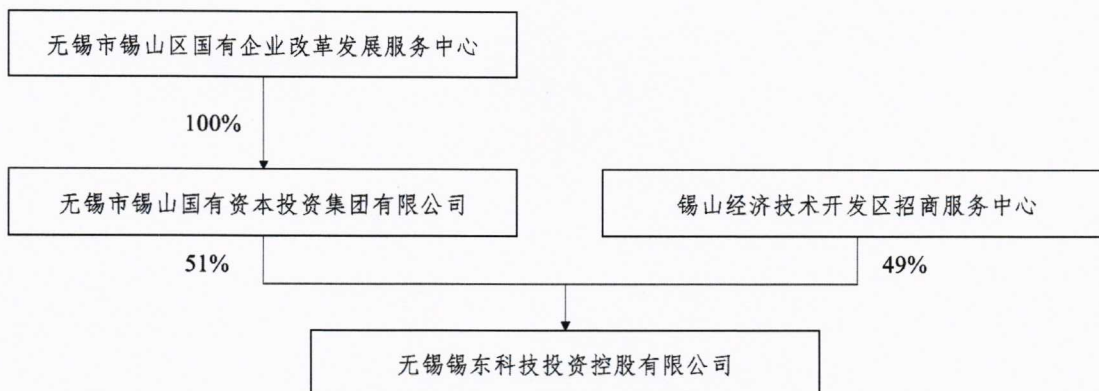 无锡市锡山区国有企业改革发展服务中心
100%
无锡市锡山国有资本投资集团有限公司
锡山经济技术开发区招商服务中心
51%
49%
无锡锡东科技投资控股有限公司